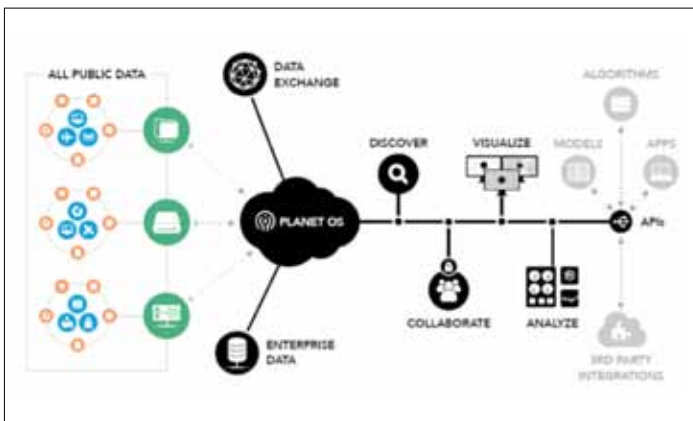 ALL PUBLIC DATA
DATA
EXCHANGE
ALGORITHMS
DISCOVER
VISUALIZE
MODELS
APPS
PLANET OS
APIs
COLLABORATE
ANALYZE
ENTERPRISE
DATA
3RD PARTY
INTEGRATIONS